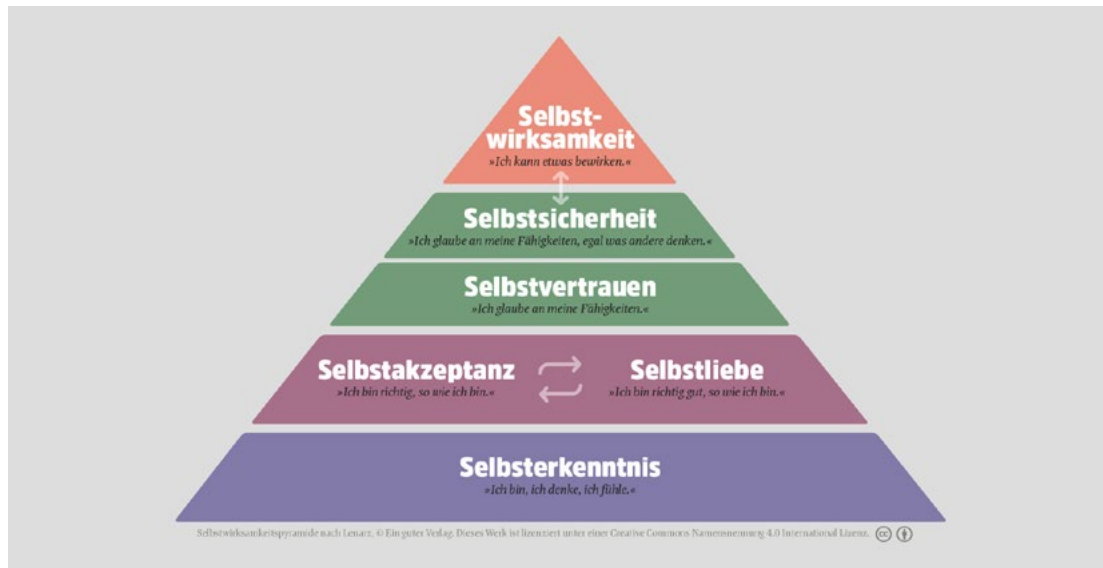 Selbst-
wirksamkeit
»Ich kann etwas bewirken.«
Selbstsicherheit
»Ich glaube an meine Fähigkeiten, egal was andere denken.«
Selbstvertrauen
»Ich glaube an meine Fähigkeiten.«
Selbstakzeptanz
»Ich bin richtig, so wie ich bin.«
Selbstliebe
»Ich bin richtig gut, so wie ich bin.«
Selbsterkenntnis
»Ich bin, ich denke, ich fühle.«
Selbstwirksamkeitspyramide nach Lenarz, © Ein guter Verlag. Dieses Werk ist lizenziert unter einer Creative Commons Namensnennung 4.0 International Lizenz. cc